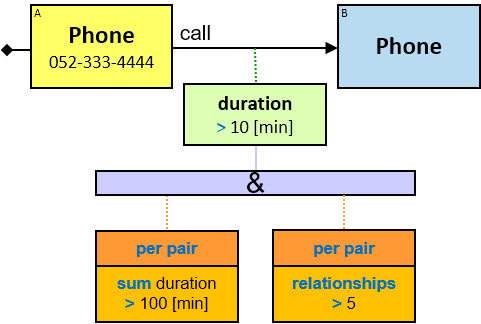 A
Phone
052-333-4444
call
B
Phone
duration
> 10 [min]
&
per pair
sum duration
> 100 [min]
per pair
relationships
> 5